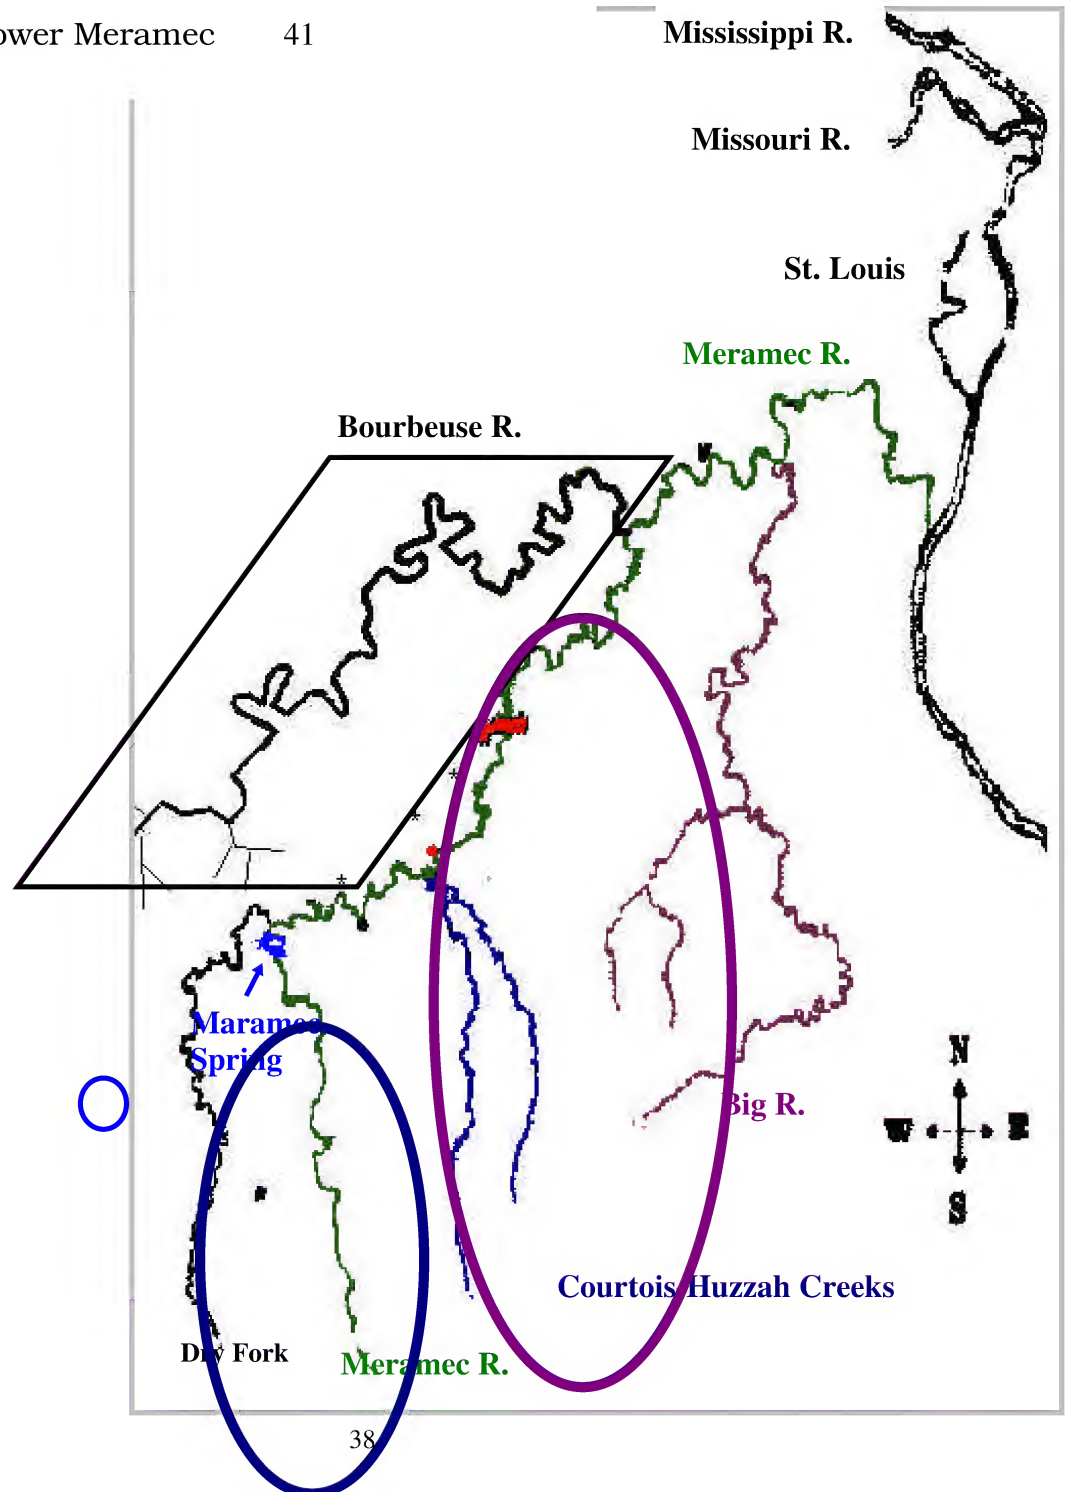 ower Meramec 41
Mississippi R.
Missouri R.
St. Louis
Meramec R.
Bourbeuse R.
*
*
*
Maramec
Spring
Big R.
N
W E
S
Courtois/Huzzah Creeks
Dry Fork
Meramec R.
38